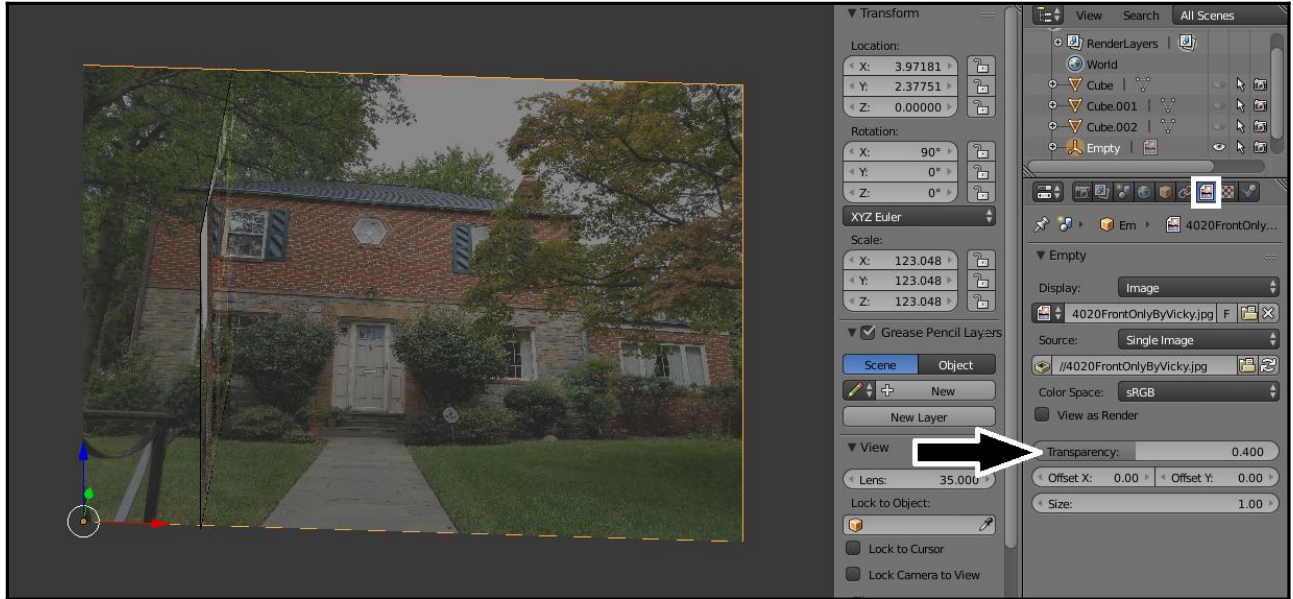 Transform
Location:
X: 3.97181
Y: 2.37751
Z: 0.00000
Rotation:
X: 90°
Y: 0°
Z: 0°
XYZ Euler
Scale:
X: 123.048
Y: 123.048
Z: 123.048
Grease Pencil Layers
Scene Object
New
New Layer
View
Lens: 35.000
Lock to Object:
Lock to Cursor
Lock Camera to View
View Search All Scenes
RenderLayers
World
Cube
Cube.001
Cube.002
Empty
Em 4020FrontOnly...
Empty
Display: Image
4020FrontOnlyByVicky.jpg F
Source: Single Image
//4020FrontOnlyByVicky.jpg
Color Space: sRGB
View as Render
Transparency: 0.400
Offset X: 0.00 Offset Y: 0.00
Size: 1.00